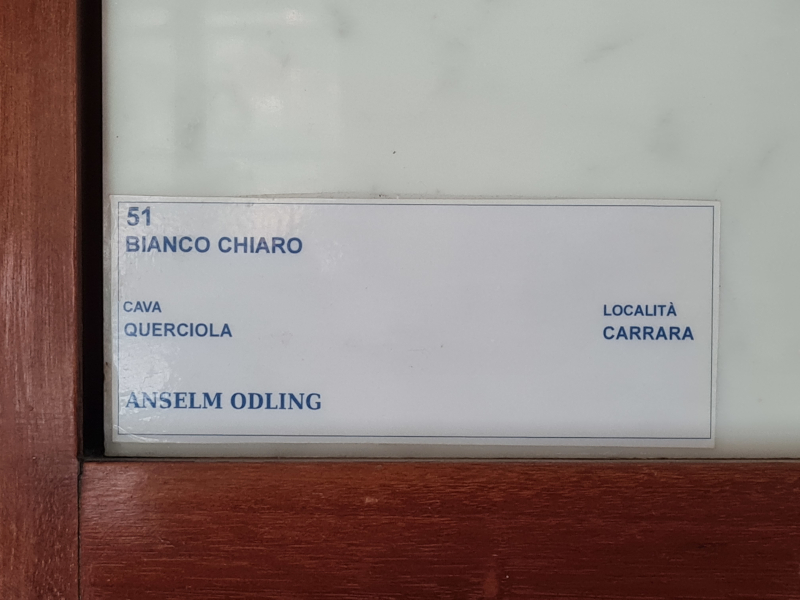 51
BIANCO CHIARO
CAVA
QUERCIOLA
LOCALITÀ
CARRARA
ANSELM ODLING